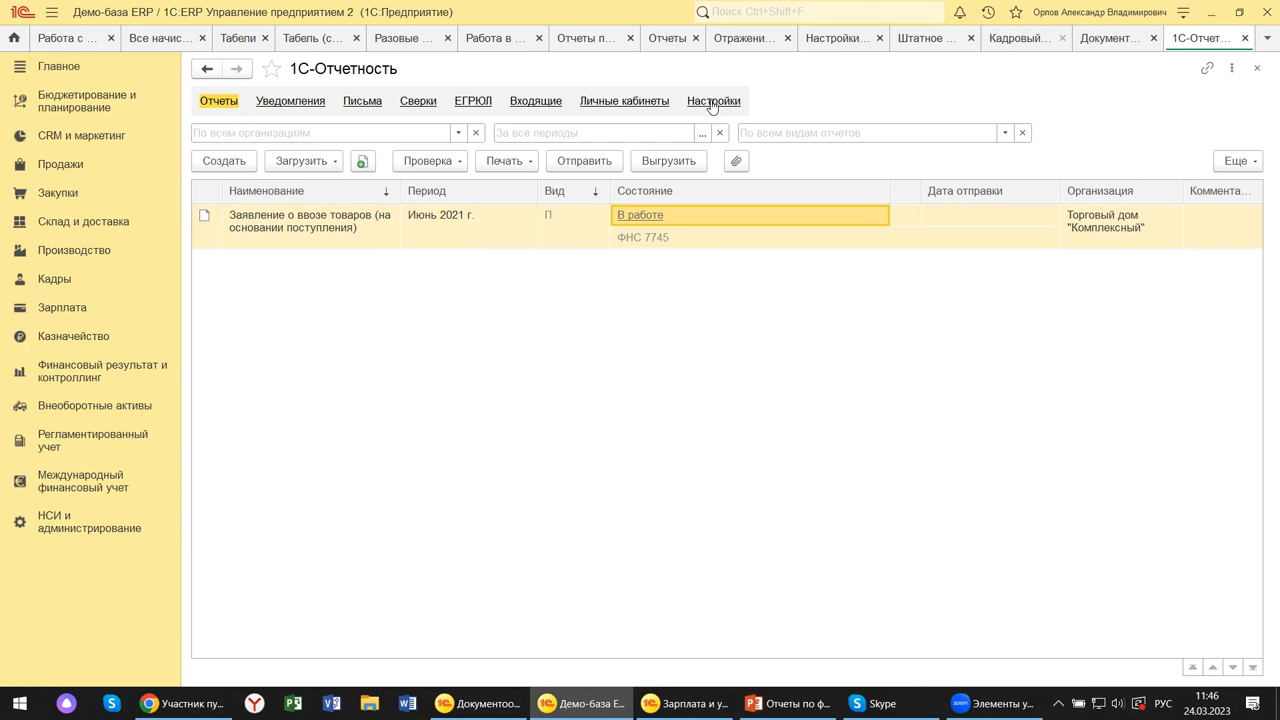 Демо-база ERP / 1С:ERP Управление предприятием 2 (1С:Предприятие)
Поиск Ctrl+Shift+F
Орлов Александр Владимирович
Работа с ...
Все начис...
Табели
Табель (с...
Разовые ...
Работа в ...
Отчеты п...
Отчеты
Отражени...
Настройки...
Штатное ...
Кадровый...
Документ...
1С-Отчет...
Главное
Бюджетирование и
планирование
CRM и маркетинг
Продажи
Закупки
Склад и доставка
Производство
Кадры
Зарплата
Казначейство
Финансовый результат и
контроллинг
Внеоборотные активы
Регламентированный
учет
Международный
финансовый учет
НСИ и
администрирование
1С-Отчетность
Отчеты
Уведомления
Письма
Сверки
ЕГРЮЛ
Входящие
Личные кабинеты
Настройки
По всем организациям
За все периоды
...
По всем видам отчетов
Создать
Загрузить
Проверка
Печать
Отправить
Выгрузить
Еще
Наименование
Период
Вид
Состояние
Дата отправки
Организация
Коммента...
Заявление о ввозе товаров (на
основании поступления)
Июнь 2021 г.
П
В работе
ФНС 7745
Торговый дом
"Комплексный"
Участник пу...
Документоо...
Демо-база E...
Зарплата и у...
Отчеты по ф...
Skype
Элементы у...
РУС
11:46
24.03.2023